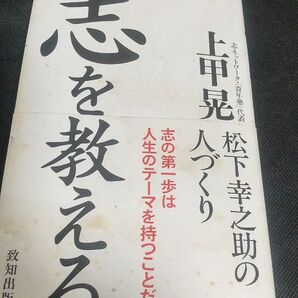 志を教える
志ネットワーク「青年塾」代表
上甲晃
松下幸之助の
人づくり
志の第一歩は
人生のテーマを持つことだ
致知出版